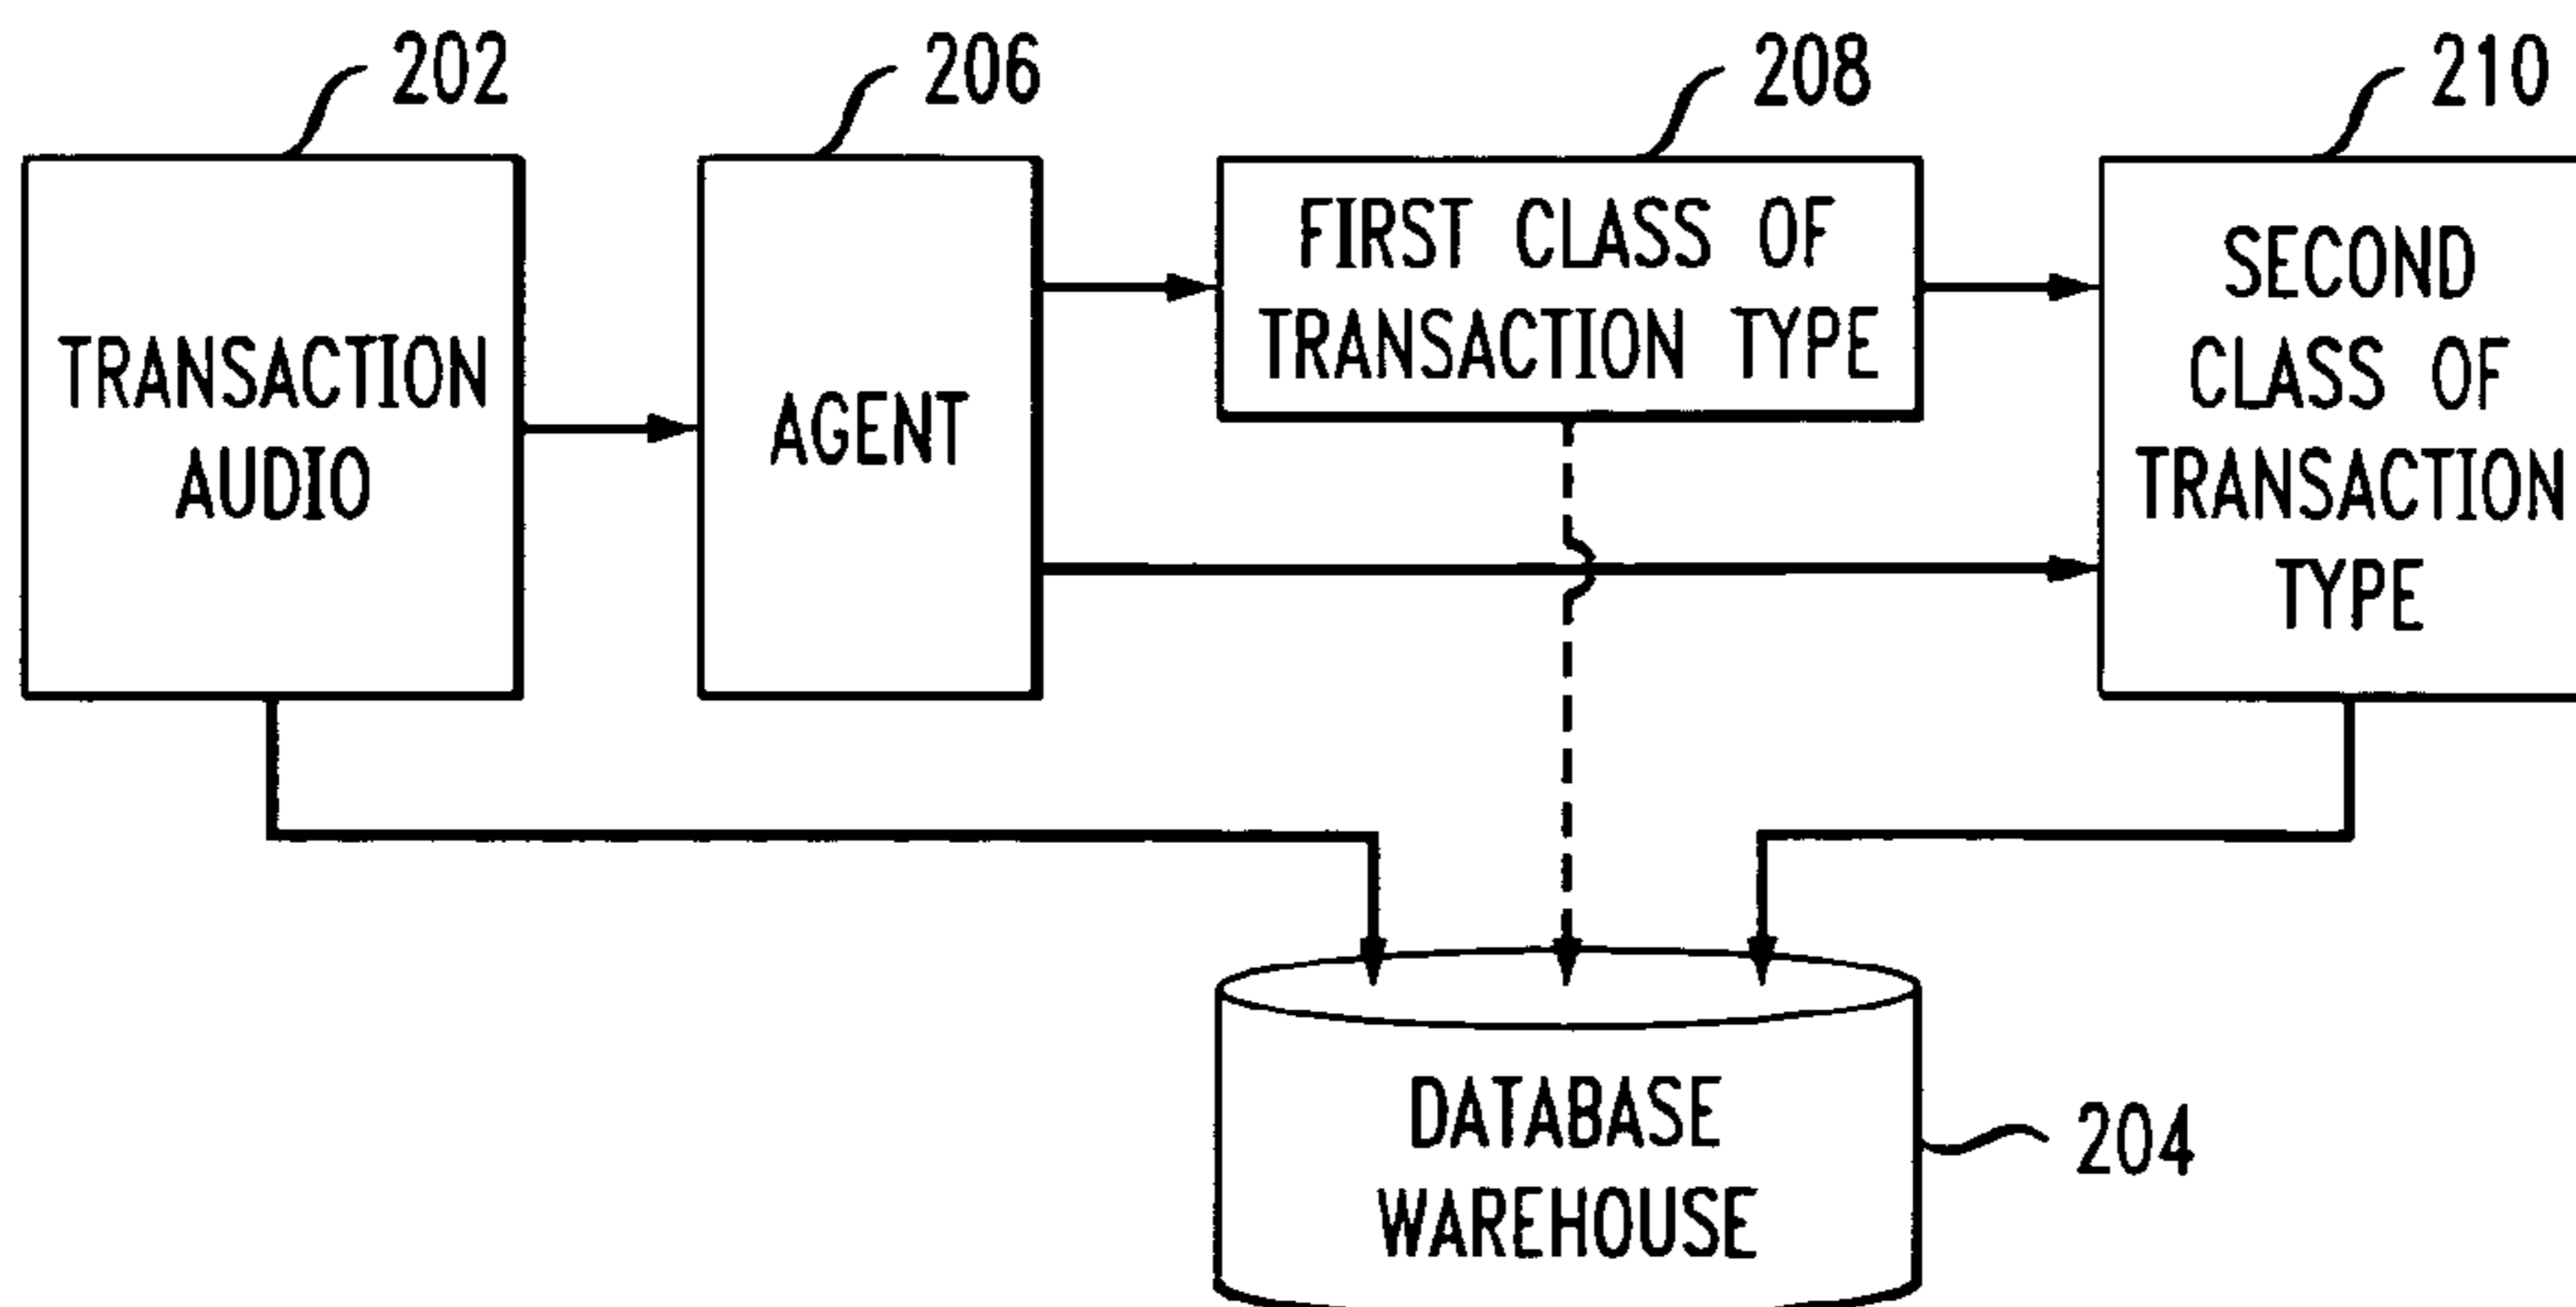 202
206
208
210
TRANSACTION
AUDIO
AGENT
FIRST CLASS OF
TRANSACTION TYPE
SECOND
CLASS OF
TRANSACTION
TYPE
DATABASE
WAREHOUSE
204